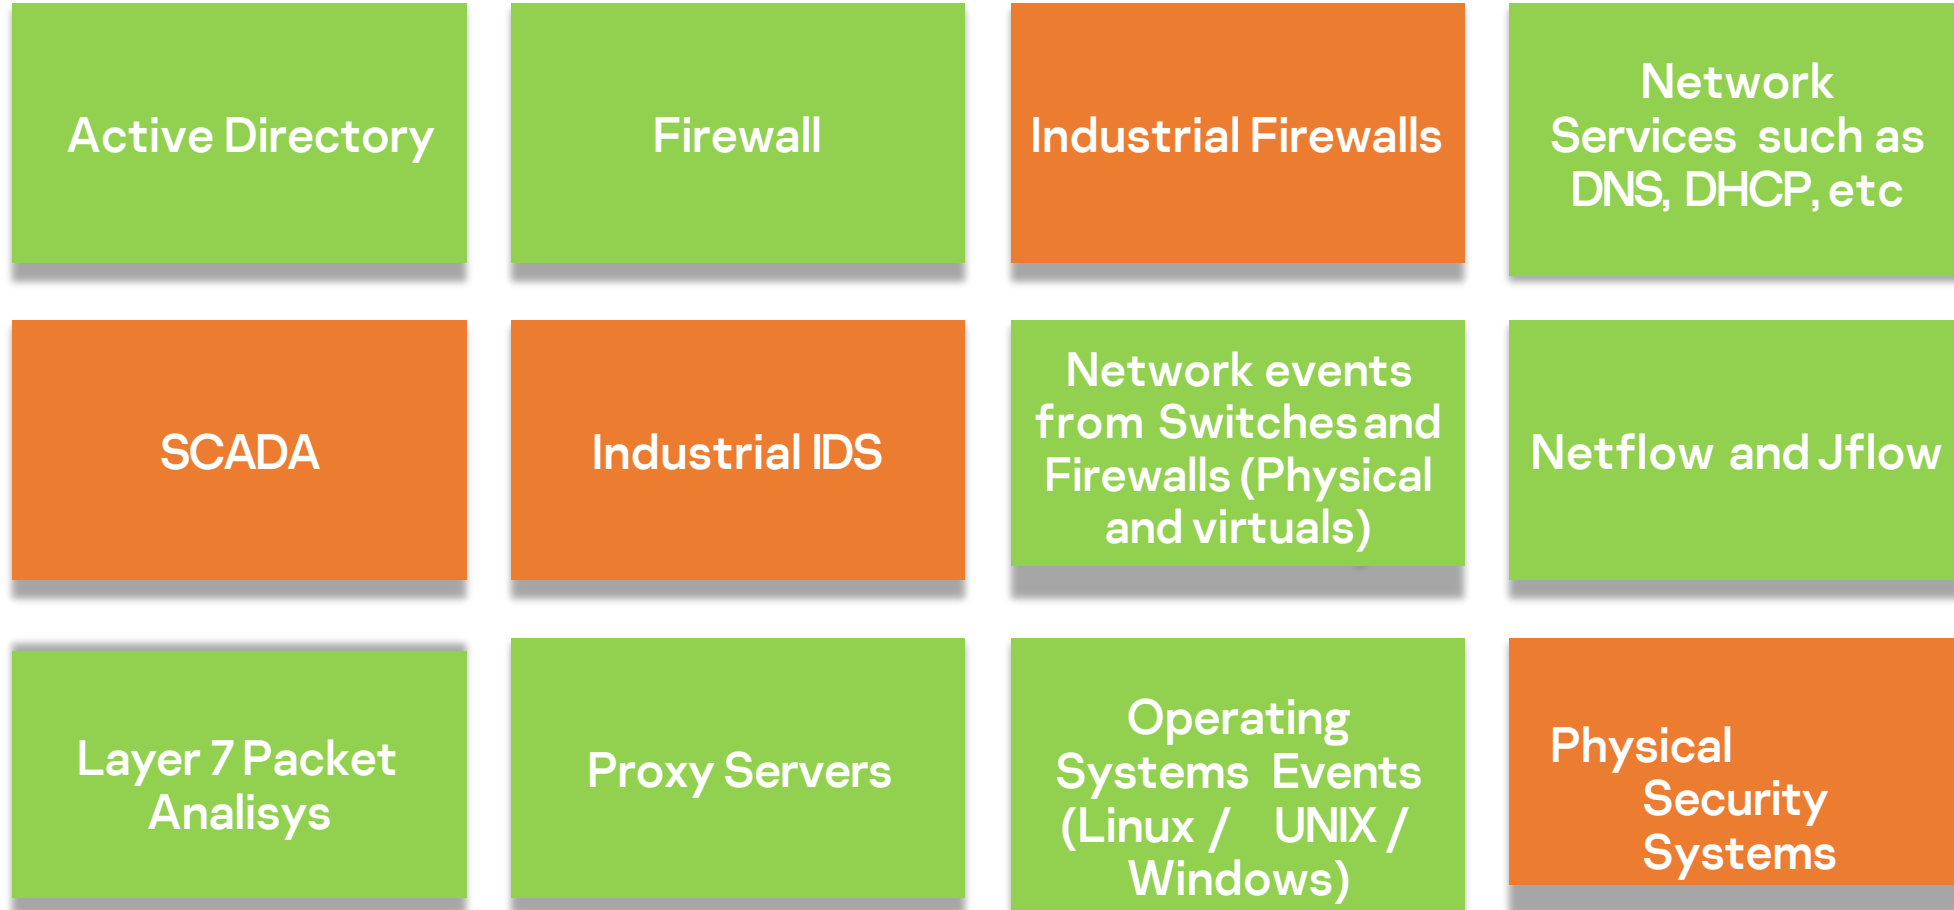 Active Directory
Firewall
Industrial Firewalls
Network
Services such as
DNS, DHCP, etc
SCADA
Industrial IDS
Network events
from Switches and
Firewalls (Physical
and virtuals)
Netflow and Jflow
Layer 7 Packet
Analisys
Proxy Servers
Operating
Systems Events
(Linux / UNIX /
Windows)
Physical
Security
Systems